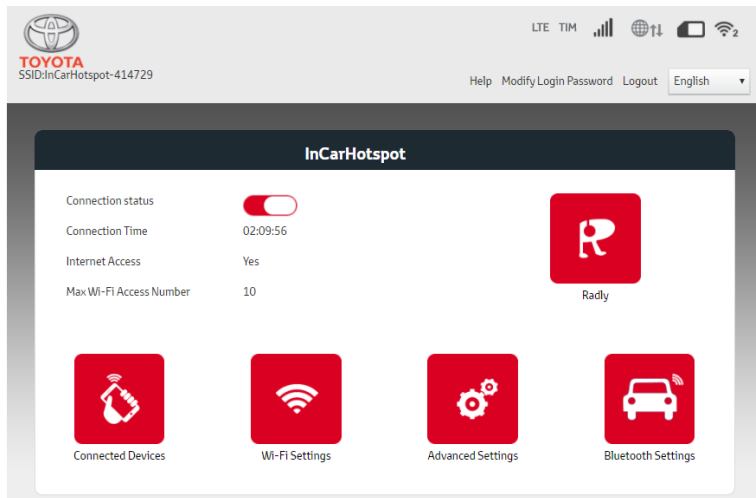 LTE TIM
2
TOYOTA
SSID:InCarHotspot-414729
Help Modify Login Password Logout English
InCarHotspot
Connection status
Connection Time 02:09:56
Internet Access Yes
Max Wi-Fi Access Number 10
R
Radly
Connected Devices Wi-Fi Settings Advanced Settings Bluetooth Settings